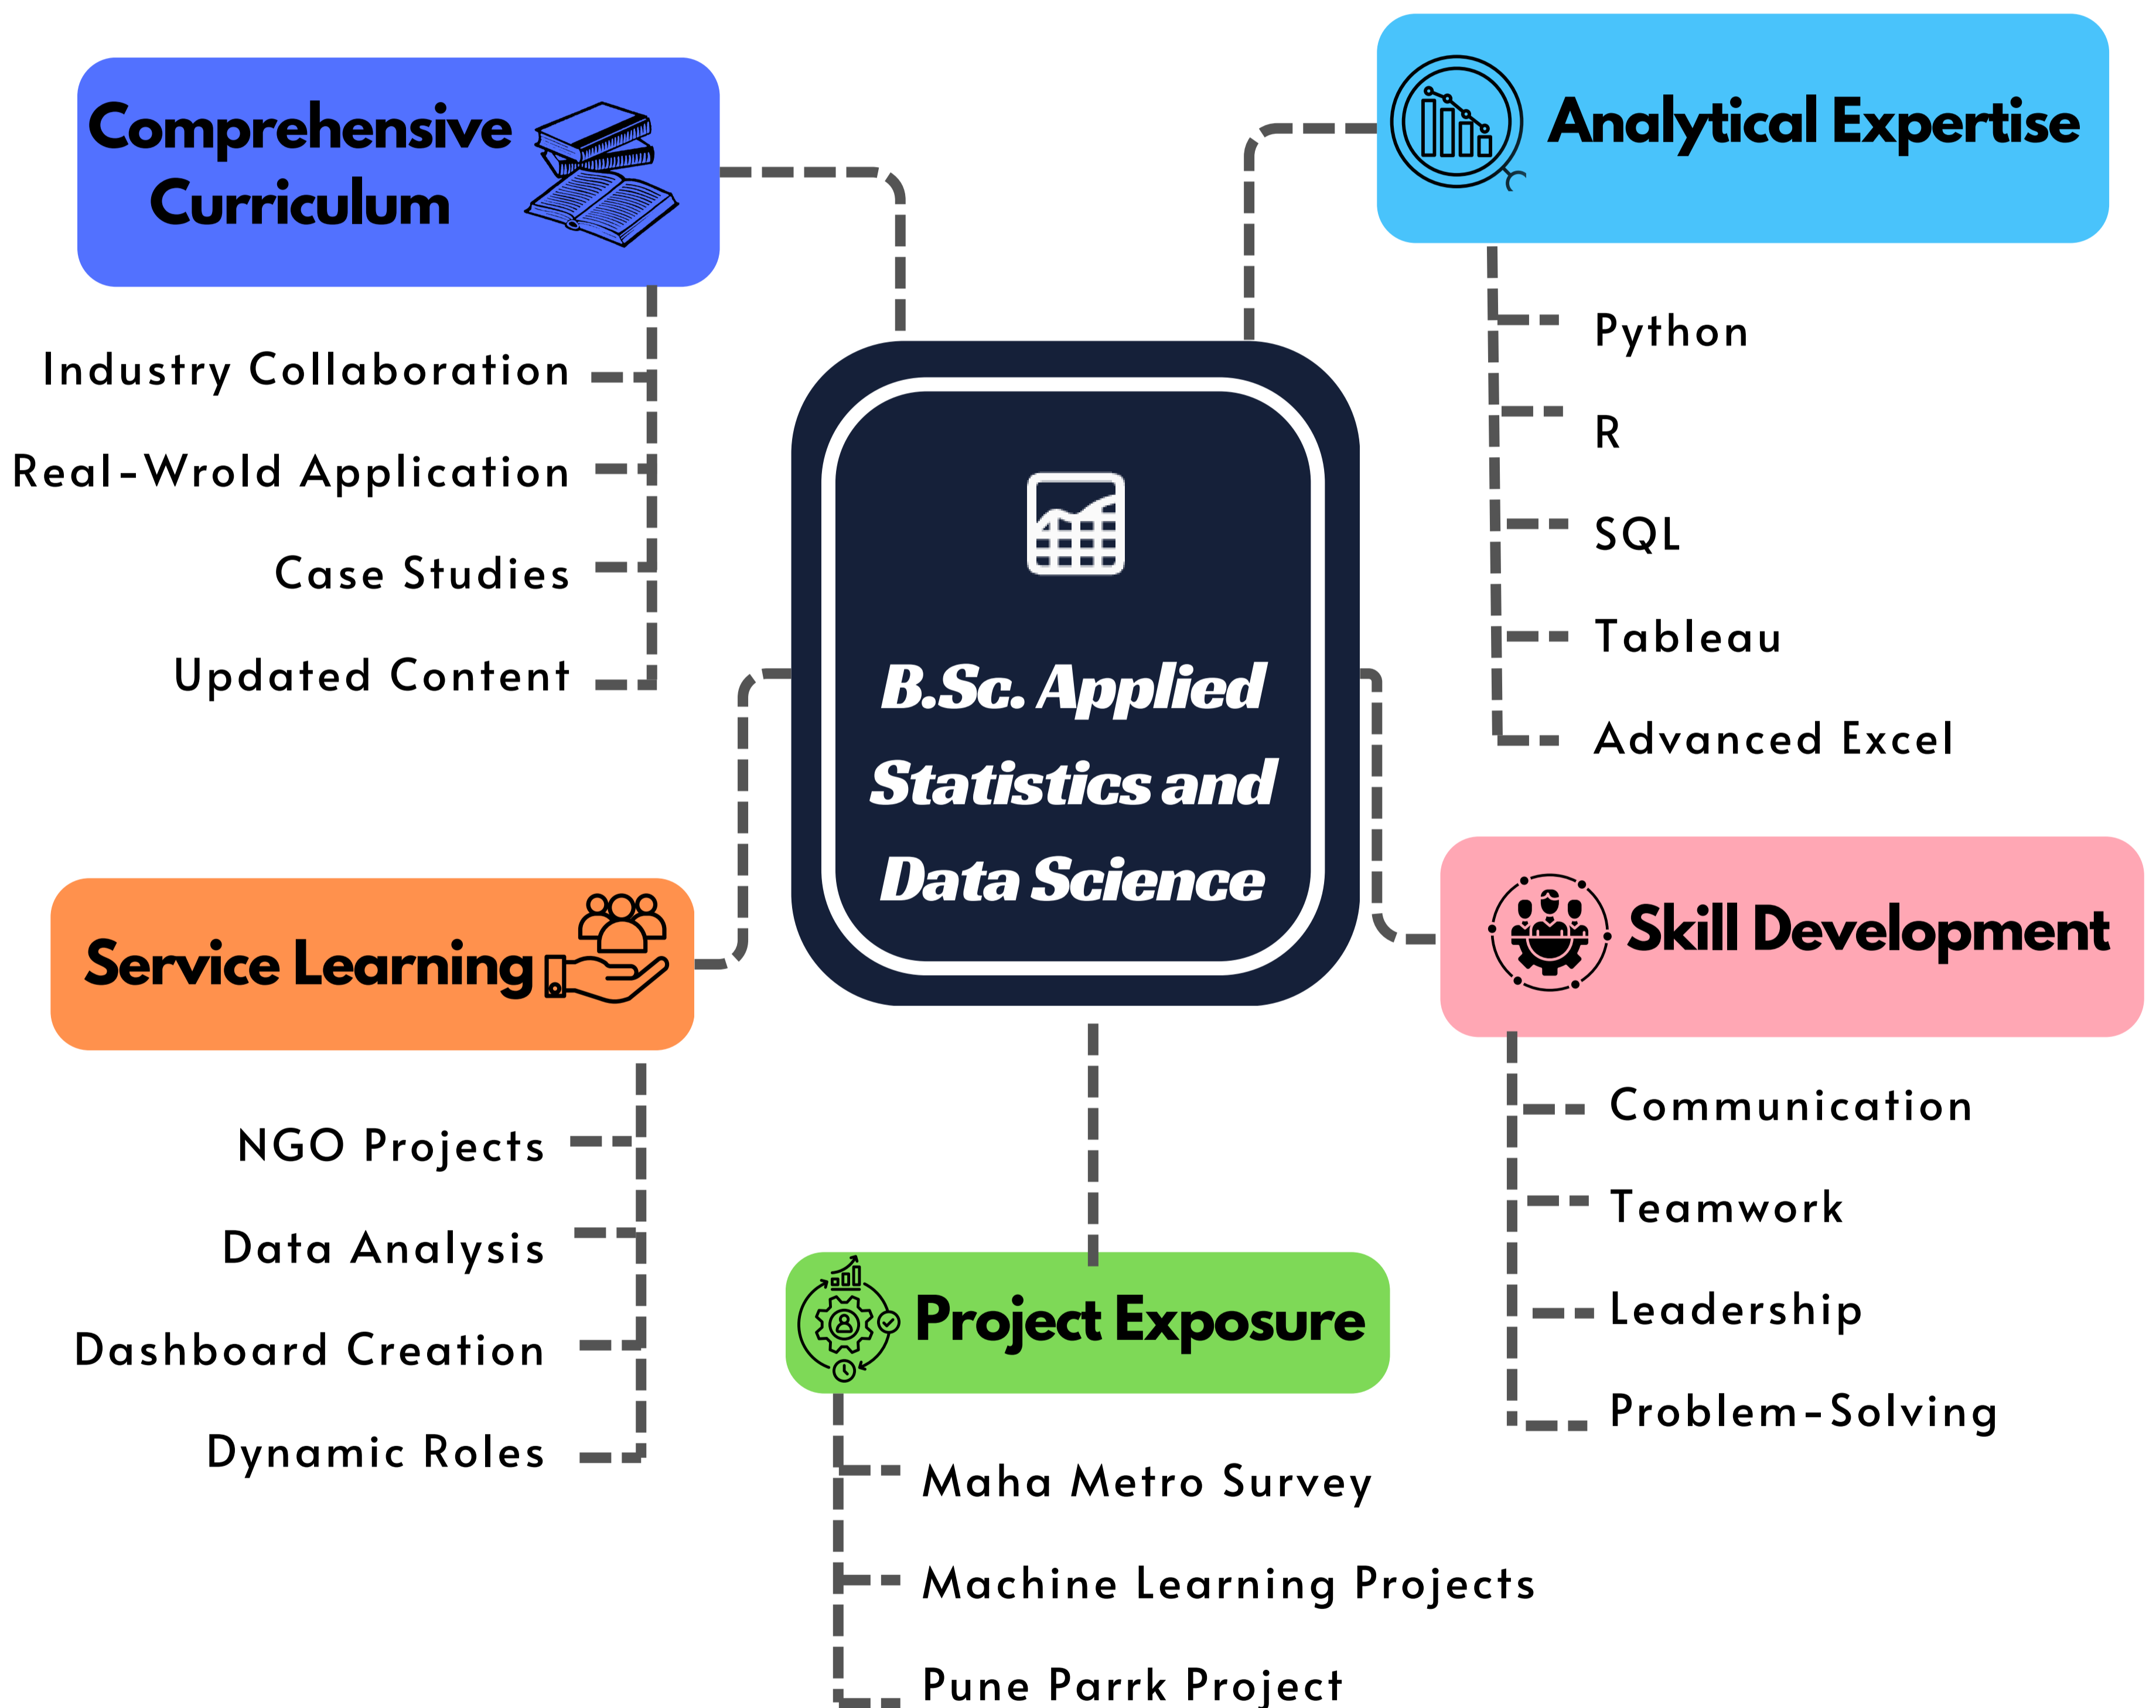 Comprehensive
Curriculum
Industry Collaboration
Real-Wrold Application
Case Studies
Updated Content
Analytical Expertise
Python
R
SQL
Tableau
Advanced Excel
B.Sc. Applied
Statistics and
Data Science
Service Learning
NGO Projects
Data Analysis
Dashboard Creation
Dynamic Roles
Skill Development
Communication
Teamwork
Leadership
Problem-Solving
Project Exposure
Maha Metro Survey
Machine Learning Projects
Pune Parrk Project